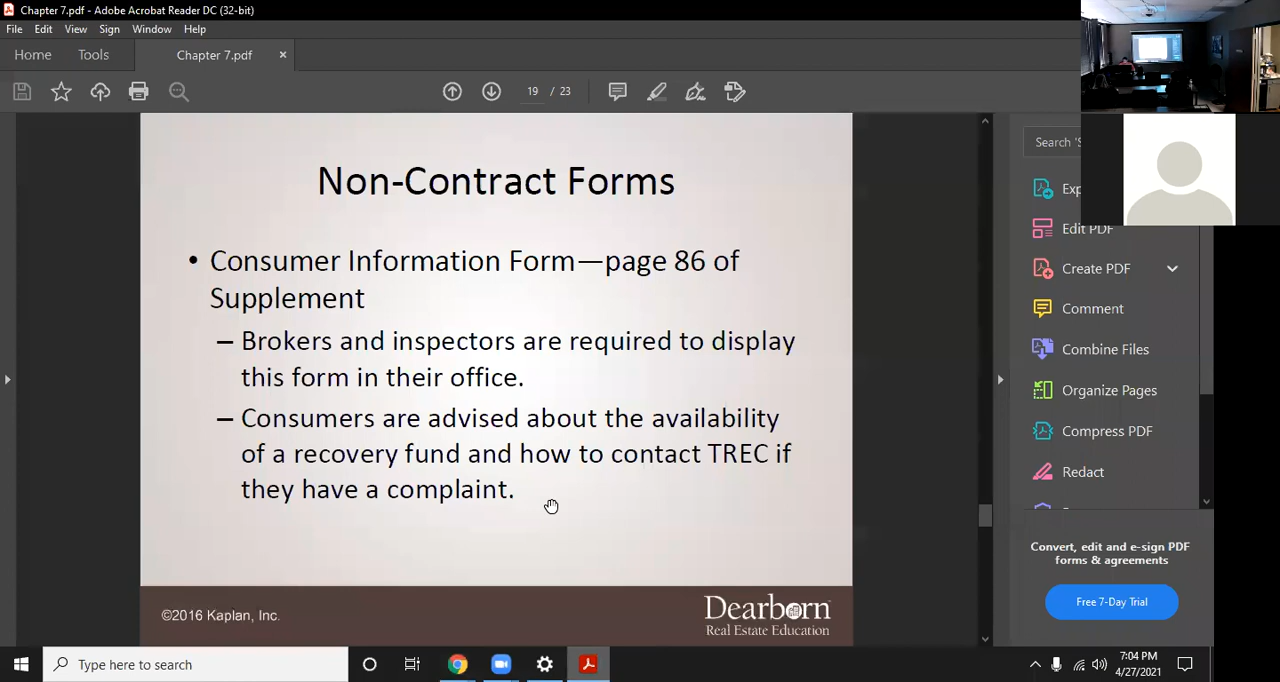 Chapter 7.pdf - Adobe Acrobat Reader DC (32-bit)
File Edit View Sign Window Help
Home Tools Chapter 7.pdf ×
19 / 23
Search 'S
Non-Contract Forms
• Consumer Information Form—page 86 of
Supplement
– Brokers and inspectors are required to display
this form in their office.
– Consumers are advised about the availability
of a recovery fund and how to contact TREC if
they have a complaint.
©2016 Kaplan, Inc.
Dearborn
Real Estate Education
Exp
Edit PDF
Create PDF
Comment
Combine Files
Organize Pages
Compress PDF
Redact
Convert, edit and e-sign PDF
forms & agreements
Free 7-Day Trial
Type here to search
7:04 PM
4/27/2021